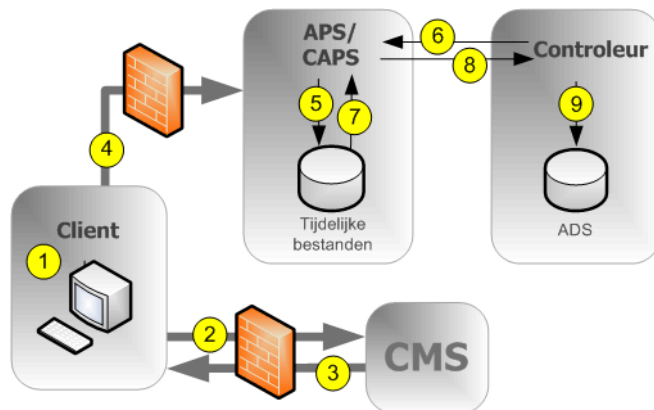 APS/
CAPS
6
8
Controleur
5
7
9
4
Tijdelijke
bestanden
ADS
Client
1
2
3
CMS